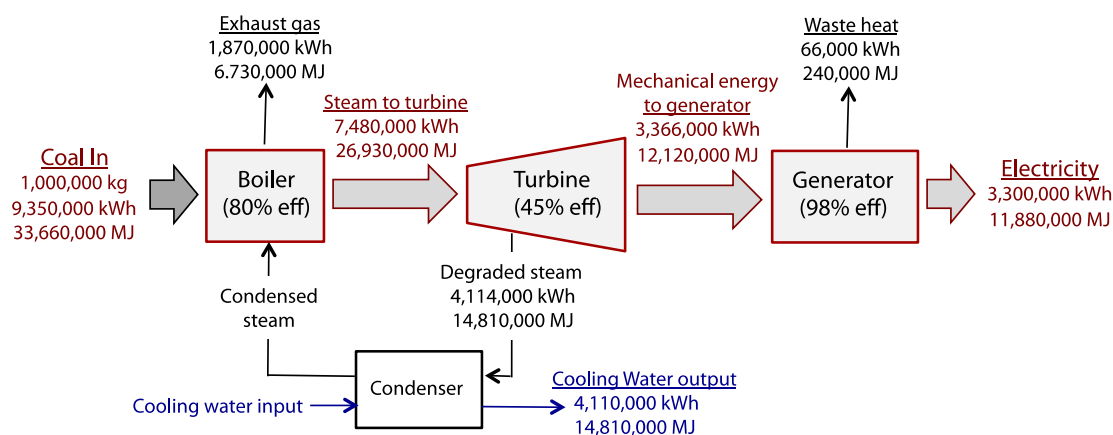 Exhaust gas
1,870,000 kWh
6.730,000 MJ
Waste heat
66,000 kWh
240,000 MJ
Steam to turbine
7,480,000 kWh
26,930,000 MJ
Mechanical energy
to generator
3,366,000 kWh
12,120,000 MJ
Coal In
1,000,000 kg
9,350,000 kWh
33,660,000 MJ
Boiler
(80% eff)
Turbine
(45% eff)
Generator
(98% eff)
Electricity
3,300,000 kWh
11,880,000 MJ
Condensed
steam
Degraded steam
4,114,000 kWh
14,810,000 MJ
Condenser
Cooling water input
Cooling Water output
4,110,000 kWh
14,810,000 MJ